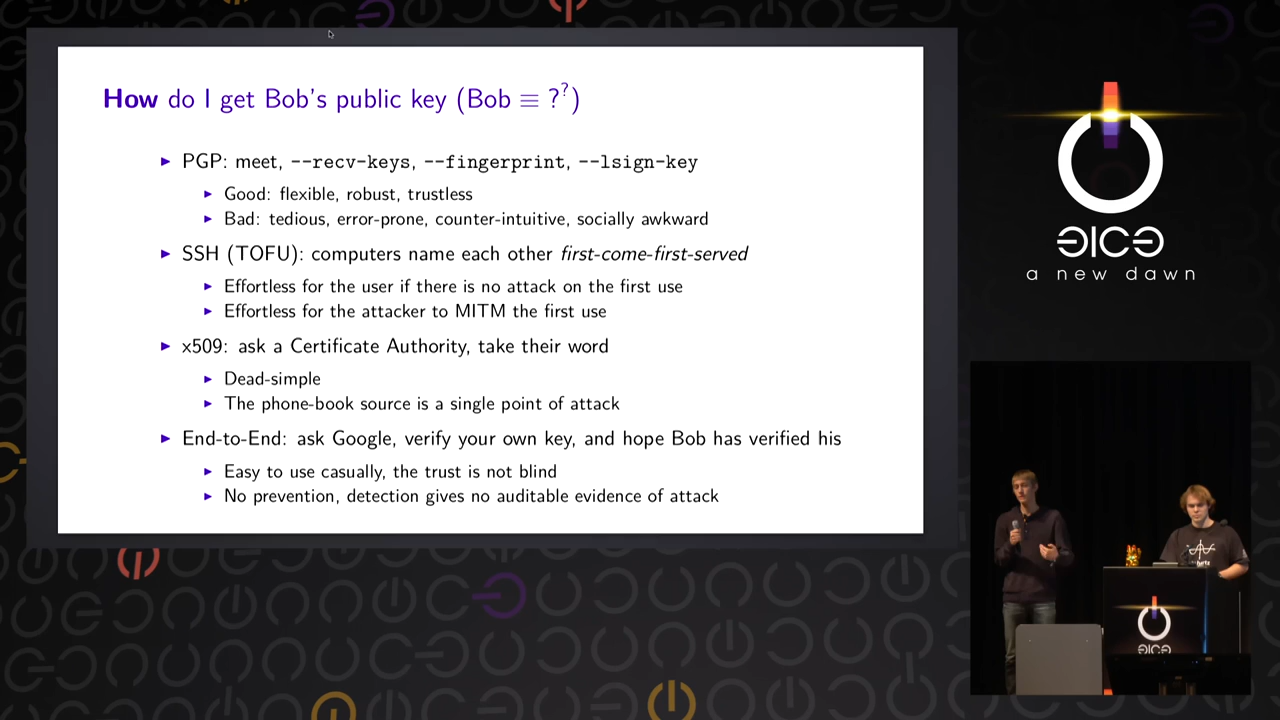 How do I get Bob's public key (Bob ≡ ?^?)
▶ PGP: meet, --recv-keys, --fingerprint, --lsign-key
▶ Good: flexible, robust, trustless
▶ Bad: tedious, error-prone, counter-intuitive, socially awkward
▶ SSH (TOFU): computers name each other first-come-first-served
▶ Effortless for the user if there is no attack on the first use
▶ Effortless for the attacker to MITM the first use
▶ x509: ask a Certificate Authority, take their word
▶ Dead-simple
▶ The phone-book source is a single point of attack
▶ End-to-End: ask Google, verify your own key, and hope Bob has verified his
▶ Easy to use casually, the trust is not blind
▶ No prevention, detection gives no auditable evidence of attack
a new dawn